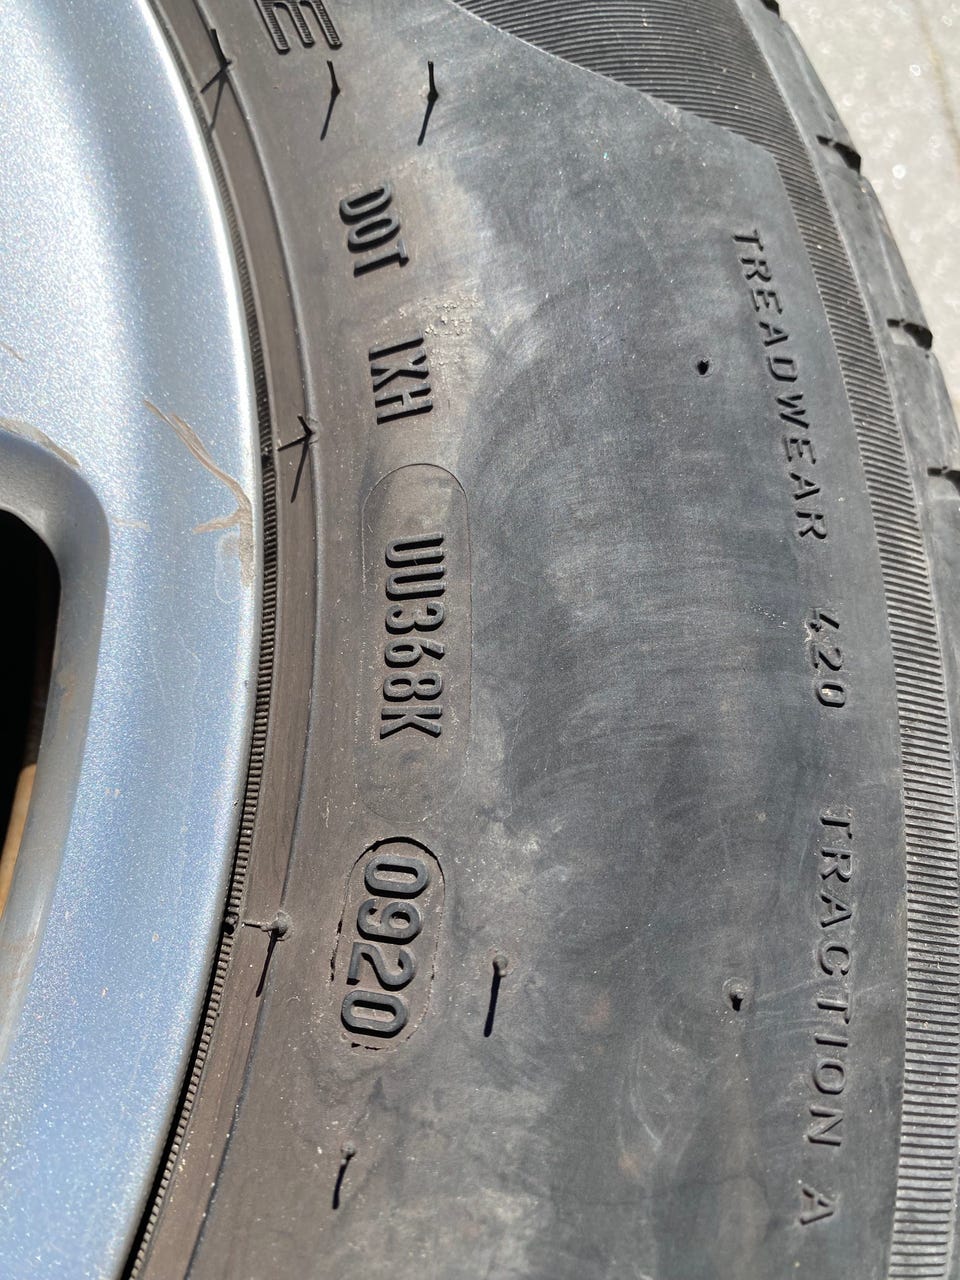 DOT 1XH UU368K 0920
TREADWEAR 420 TRACTION A